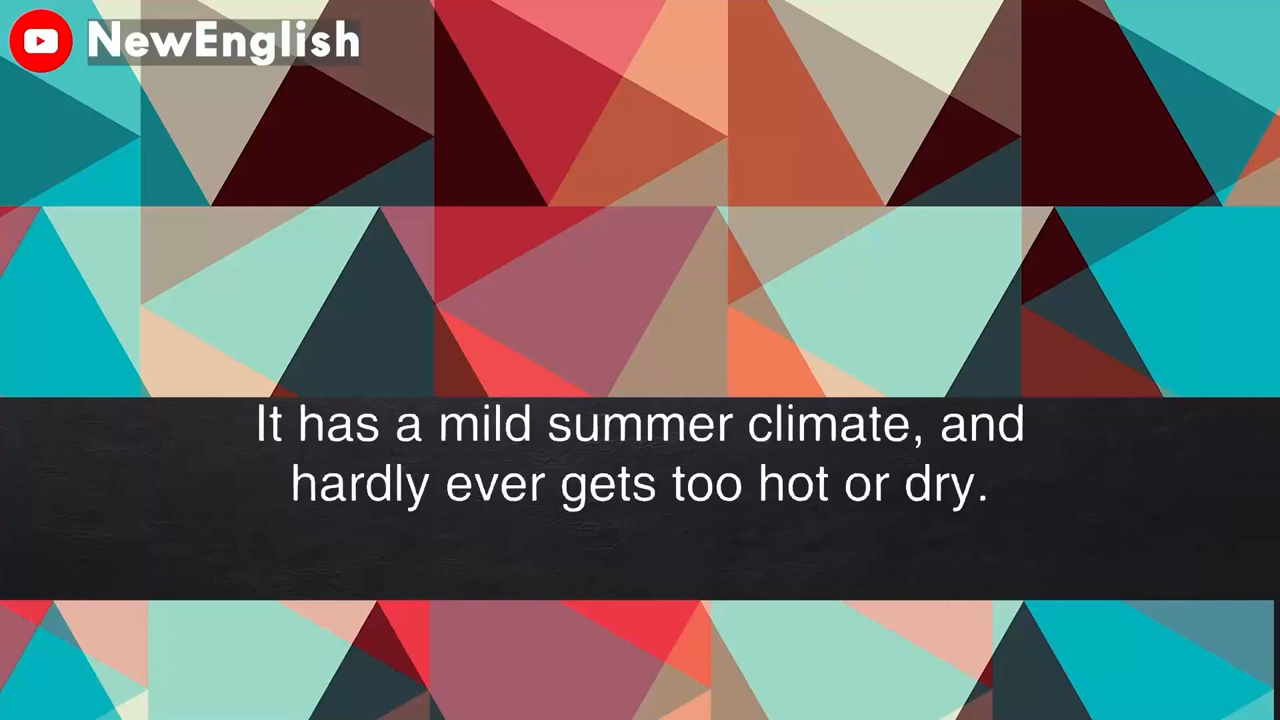 NewEnglish
It has a mild summer climate, and
hardly ever gets too hot or dry.